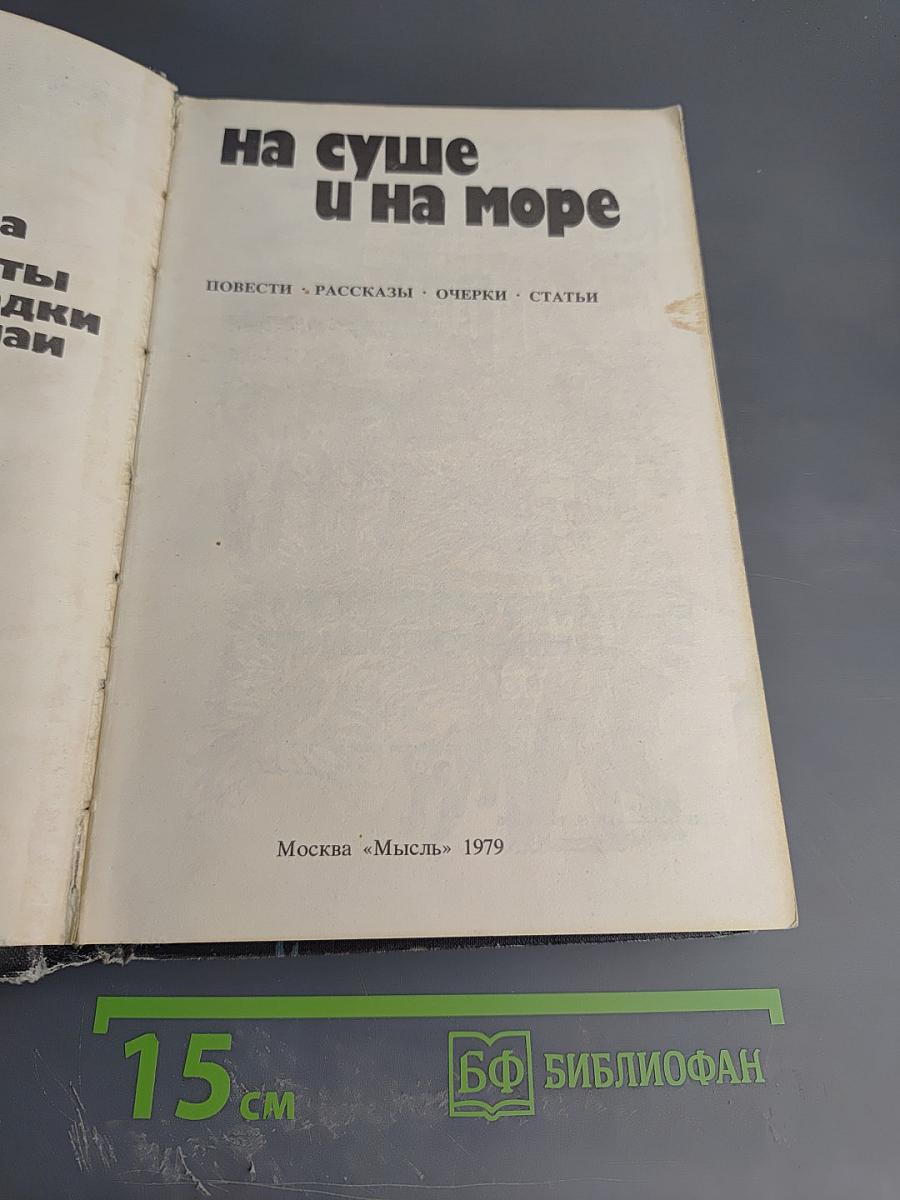 на суше
и на море
ПОВЕСТИ · РАССКАЗЫ · ОЧЕРКИ · СТАТЬИ
Москва «Мысль» 1979
15 см
БФ БИБЛИОФАН